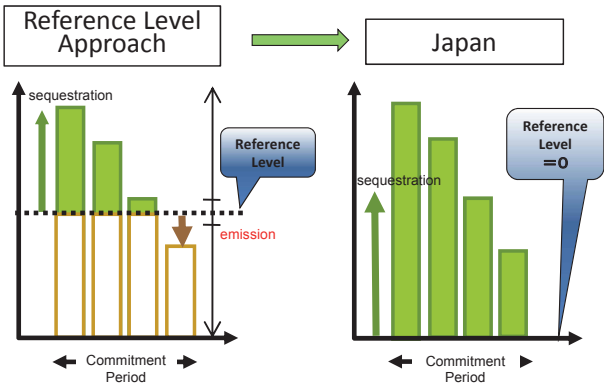 Reference Level
Approach
Japan
sequestration
Reference
Level
emission
Commitment
Period
Reference
Level
=0
sequestration
Commitment
Period